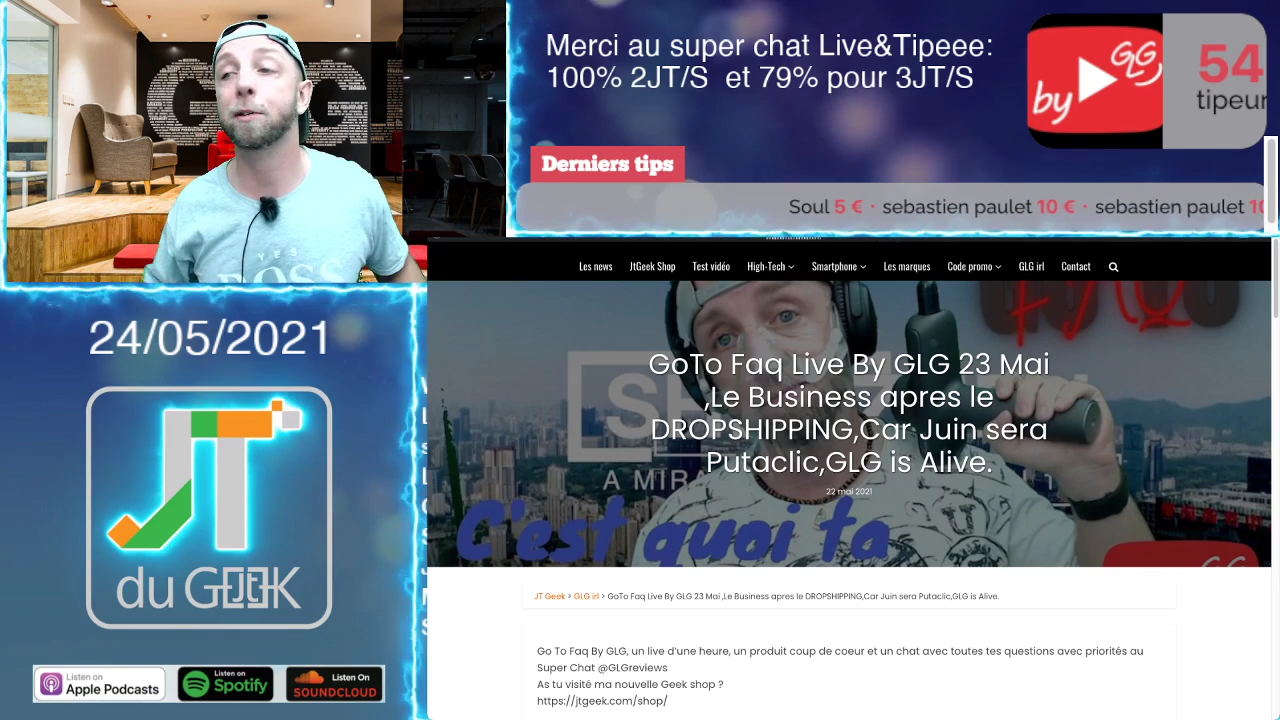 Merci au super chat Live&Tipeee:
100% 2JT/S et 79% pour 3JT/S
by GG
54
tipeur
Derniers tips
Soul 5 € · sebastien paulet 10 € · sebastien paulet 10
YES
BOSS
24/05/2021
JT
du GEEK
Listen on
Apple Podcasts
Listen on
Spotify
Listen On
SOUNDCLOUD
Les news JtGeek Shop Test vidéo High-Tech Smartphone Les marques Code promo GLG irl Contact
FAQ
GoTo Faq Live By GLG 23 Mai
,Le Business apres le
DROPSHIPPING,Car Juin sera
Putaclic,GLG is Alive.
22 mai 2021
A MIRA
C'est quoi ta
JT Geek > GLG irl > GoTo Faq Live By GLG 23 Mai ,Le Business apres le DROPSHIPPING,Car Juin sera Putaclic,GLG is Alive.
Go To Faq By GLG, un live d'une heure, un produit coup de coeur et un chat avec toutes tes questions avec priorités au
Super Chat @GLGreviews
As tu visité ma nouvelle Geek shop ?
https://jtgeek.com/shop/